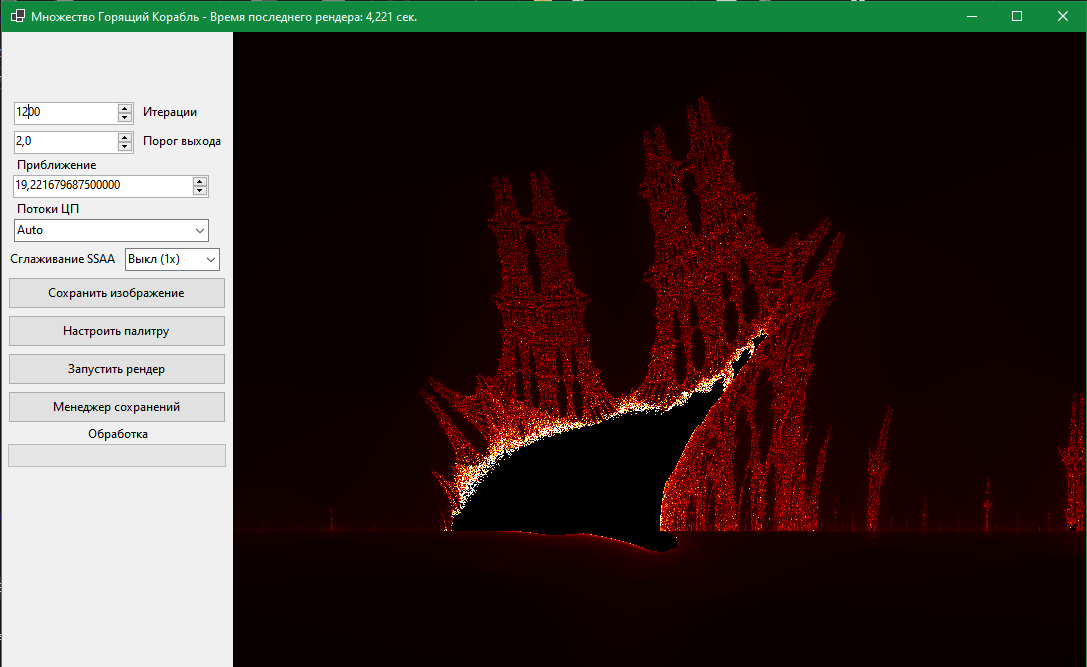 Множество Горящий Корабль - Время последнего рендера: 4,221 сек.
1200 Итерации
2,0 Порог выхода
Приближение
19,221679687500000
Потоки ЦП
Auto
Сглаживание SSAA Выкл (1x)
Сохранить изображение
Настроить палитру
Запустить рендер
Менеджер сохранений
Обработка